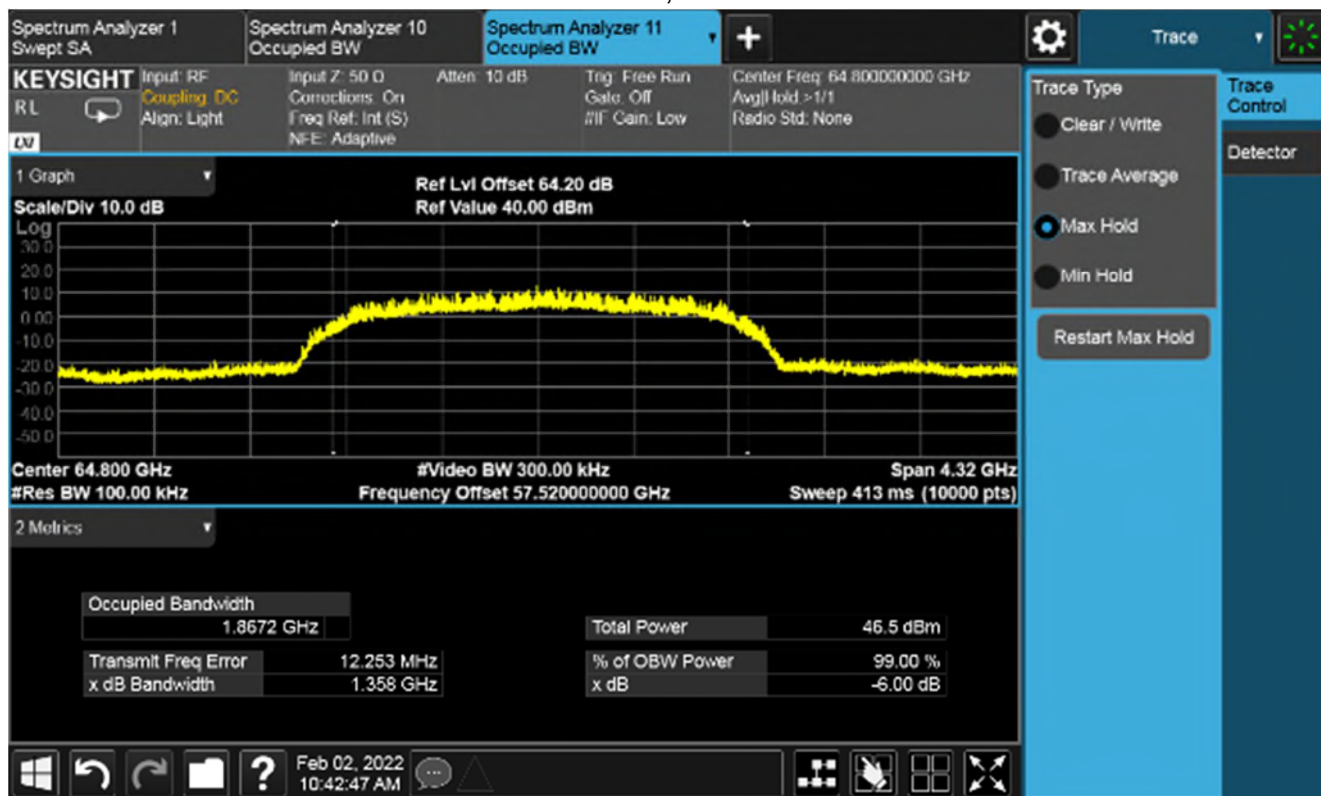 Spectrum Analyzer 1
Swept SA
Spectrum Analyzer 10
Occupied BW
Spectrum Analyzer 11
Occupied BW
Trace
KEYSIGHT
RL
LXI
Input: RF
Coupling: DC
Align: Light
Input Z: 50 Ω
Corrections: On
Freq Ref: Int (S)
NFE: Adaptive
Atten: 10 dB
Trig: Free Run
Gate: Off
#IF Gain: Low
Center Freq: 64.800000000 GHz
Avg|Hold:>1/1
Radio Std: None
Trace Type
Clear / Write
Trace Average
Max Hold
Min Hold
Restart Max Hold
Trace
Control
Detector
1 Graph
Scale/Div 10.0 dB
Ref Lvl Offset 64.20 dB
Ref Value 40.00 dBm
Log
30.0
20.0
10.0
0.00
-10.0
-20.0
-30.0
-40.0
-50.0
Center 64.800 GHz
#Video BW 300.00 kHz
Span 4.32 GHz
#Res BW 100.00 kHz
Frequency Offset 57.520000000 GHz
Sweep 413 ms (10000 pts)
2 Metrics
Occupied Bandwidth
1.8672 GHz
Total Power 46.5 dBm
Transmit Freq Error 12.253 MHz
% of OBW Power 99.00 %
x dB Bandwidth 1.358 GHz
x dB -6.00 dB
?
Feb 02, 2022
10:42:47 AM